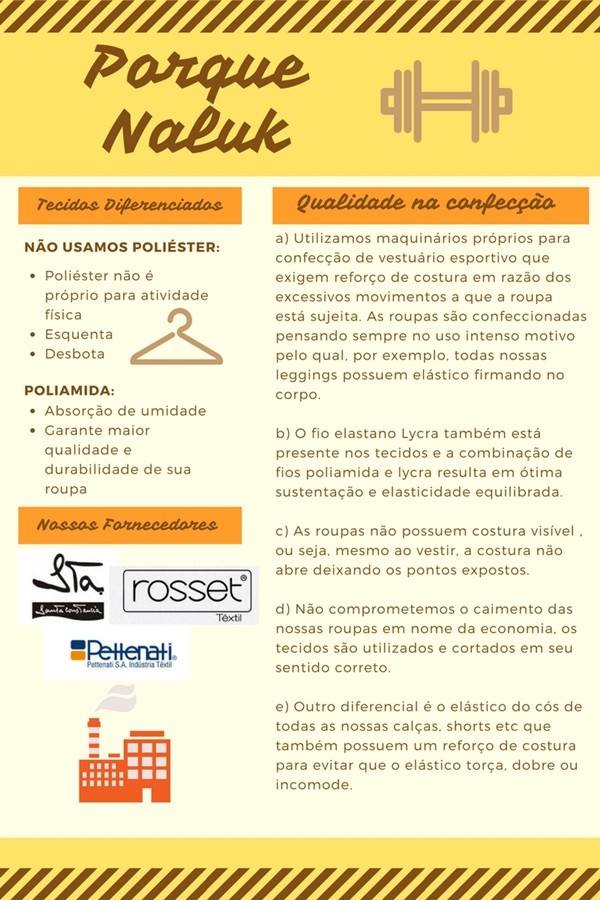 Porque
Naluk
Tecidos Diferenciados
NÃO USAMOS POLIÉSTER:
• Poliéster não é
próprio para atividade
física
• Esquenta
• Desbota
POLIAMIDA:
• Absorção de umidade
• Garante maior
qualidade e
durabilidade de sua
roupa
Nossos Fornecedores
Sta
Santaconstancia
rosset®
Têxtil
Pettenati®
Pettenati S.A. Indústria Têxtil
Qualidade na confecção
a) Utilizamos maquinários próprios para
confecção de vestuário esportivo que
exigem reforço de costura em razão dos
excessivos movimentos a que a roupa
está sujeita. As roupas são confeccionadas
pensando sempre no uso intenso motivo
pelo qual, por exemplo, todas nossas
leggings possuem elástico firmando no
corpo.
b) O fio elastano Lycra também está
presente nos tecidos e a combinação de
fios poliamida e lycra resulta em ótima
sustentação e elasticidade equilibrada.
c) As roupas não possuem costura visível ,
ou seja, mesmo ao vestir, a costura não
abre deixando os pontos expostos.
d) Não comprometemos o caimento das
nossas roupas em nome da economia, os
tecidos são utilizados e cortados em seu
sentido correto.
e) Outro diferencial é o elástico do cós de
todas as nossas calças, shorts etc que
também possuem um reforço de costura
para evitar que o elástico torça, dobre ou
incomode.